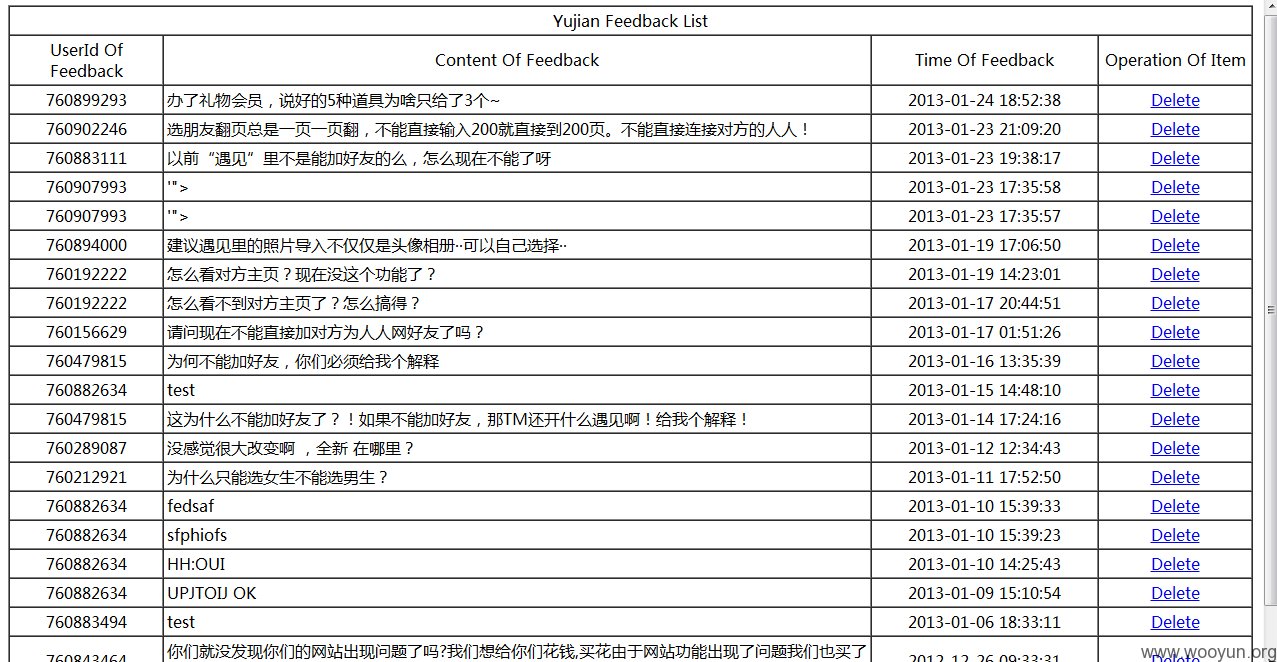 Yujian Feedback List
UserId Of Feedback Content Of Feedback Time Of Feedback Operation Of Item
760899293 办了礼物会员，说好的5种道具为啥只给了3个~ 2013-01-24 18:52:38 Delete
760902246 选朋友翻页总是一页一页翻，不能直接输入200就直接到200页。不能直接连接对方的人人！ 2013-01-23 21:09:20 Delete
760883111 以前“遇见”里不是能加好友的么，怎么现在不能了呀 2013-01-23 19:38:17 Delete
760907993 '"> 2013-01-23 17:35:58 Delete
760907993 '"> 2013-01-23 17:35:57 Delete
760894000 建议遇见里的照片导入不仅仅是头像相册··可以自己选择·· 2013-01-19 17:06:50 Delete
760192222 怎么看对方主页？现在没这个功能了？ 2013-01-19 14:23:01 Delete
760192222 怎么看不到对方主页了？怎么搞得？ 2013-01-17 20:44:51 Delete
760156629 请问现在不能直接加对方为人人网好友了吗？ 2013-01-17 01:51:26 Delete
760479815 为何不能加好友，你们必须给我个解释 2013-01-16 13:35:39 Delete
760882634 test 2013-01-15 14:48:10 Delete
760479815 这为什么不能加好友了？！如果不能加好友，那TM还开什么遇见啊！给我个解释！ 2013-01-14 17:24:16 Delete
760289087 没感觉很大改变啊 ，全新 在哪里？ 2013-01-12 12:34:43 Delete
760212921 为什么只能选女生不能选男生？ 2013-01-11 17:52:50 Delete
760882634 fedsaf 2013-01-10 15:39:33 Delete
760882634 sfphiofs 2013-01-10 15:39:23 Delete
760882634 HH:OUI 2013-01-10 14:25:43 Delete
760882634 UPJTOIJ OK 2013-01-09 15:10:54 Delete
760883494 test 2013-01-06 18:33:11 Delete
760843464 你们就没发现你们的网站出现问题了吗?我们想给你们花钱,买花由于网站功能出现了问题我们也买了 2012-12-26 09:33:31 Delete
www.wooyun.org